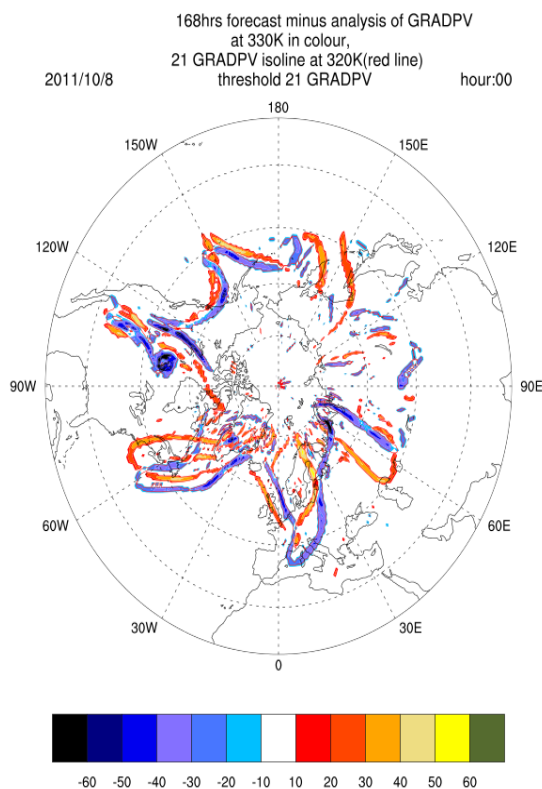 168hrs forecast minus analysis of GRADPV
at 330K in colour,
21 GRADPV isoline at 320K(red line)
2011/10/8 threshold 21 GRADPV hour:00
180
150W 150E
120W 120E
90W 90E
60W 60E
30W 30E
0
-60 -50 -40 -30 -20 -10 10 20 30 40 50 60